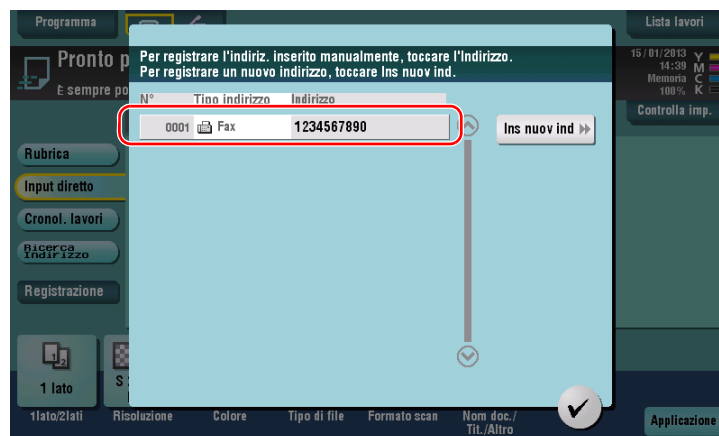 Programma
Lista lavori
Pronto p
È sempre po
Per registrare l'indiriz. inserito manualmente, toccare l'Indirizzo.
Per registrare un nuovo indirizzo, toccare Ins nuov ind.
15/01/2013
14:39
Memoria
100%
Y
M
C
K
Controlla imp.
N° Tipo indirizzo Indirizzo
0001 Fax 1234567890
Ins nuov ind
Rubrica
Input diretto
Cronol. lavori
Ricerca
Indirizzo
Registrazione
1 lato
S
1lato/2lati
Risoluzione
Colore
Tipo di file
Formato scan
Nom doc./
Tit./Altro
Applicazione